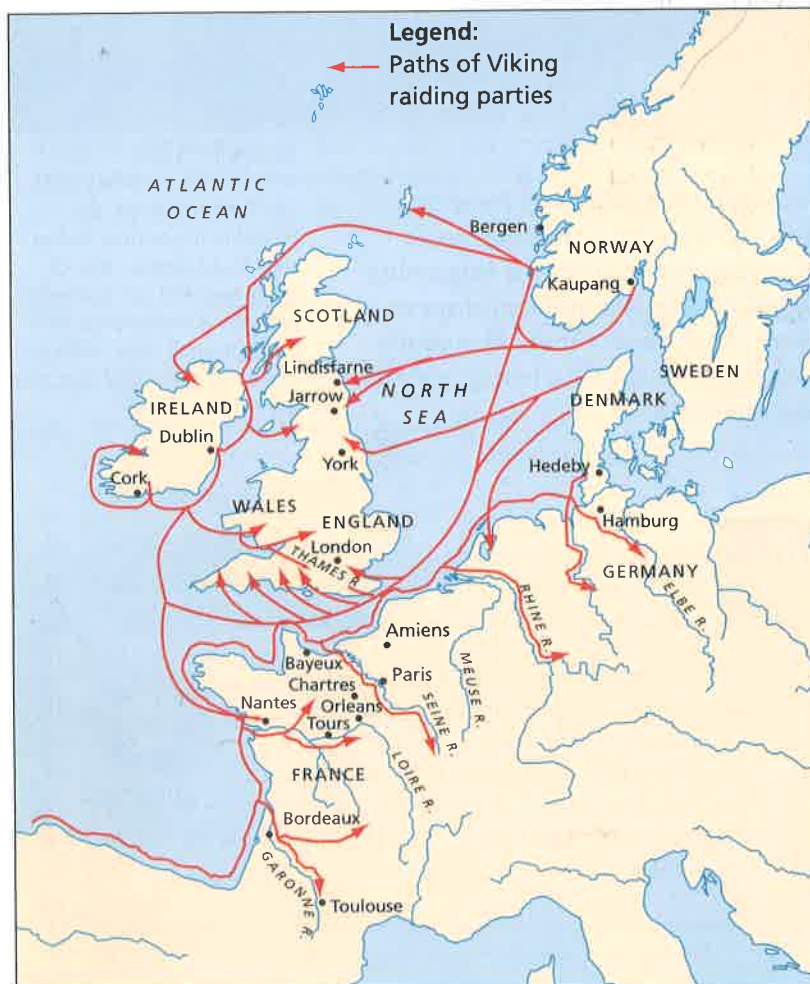 Legend:
Paths of Viking
raiding parties
ATLANTIC
OCEAN
Bergen
NORWAY
Kaupang
SCOTLAND
Lindisfarne
Jarrow
NORTH
SEA
SWEDEN
DENMARK
IRELAND
Dublin
York
Hedeby
Cork
WALES
ENGLAND
Hamburg
London
THAMES R.
GERMANY
ELBE R.
RHINE R.
Amiens
Bayeux
MEUSE R.
Chartres
Paris
Nantes
Orleans
SEINE R.
Tours
LOIRE R.
FRANCE
Bordeaux
GARONNE R.
Toulouse